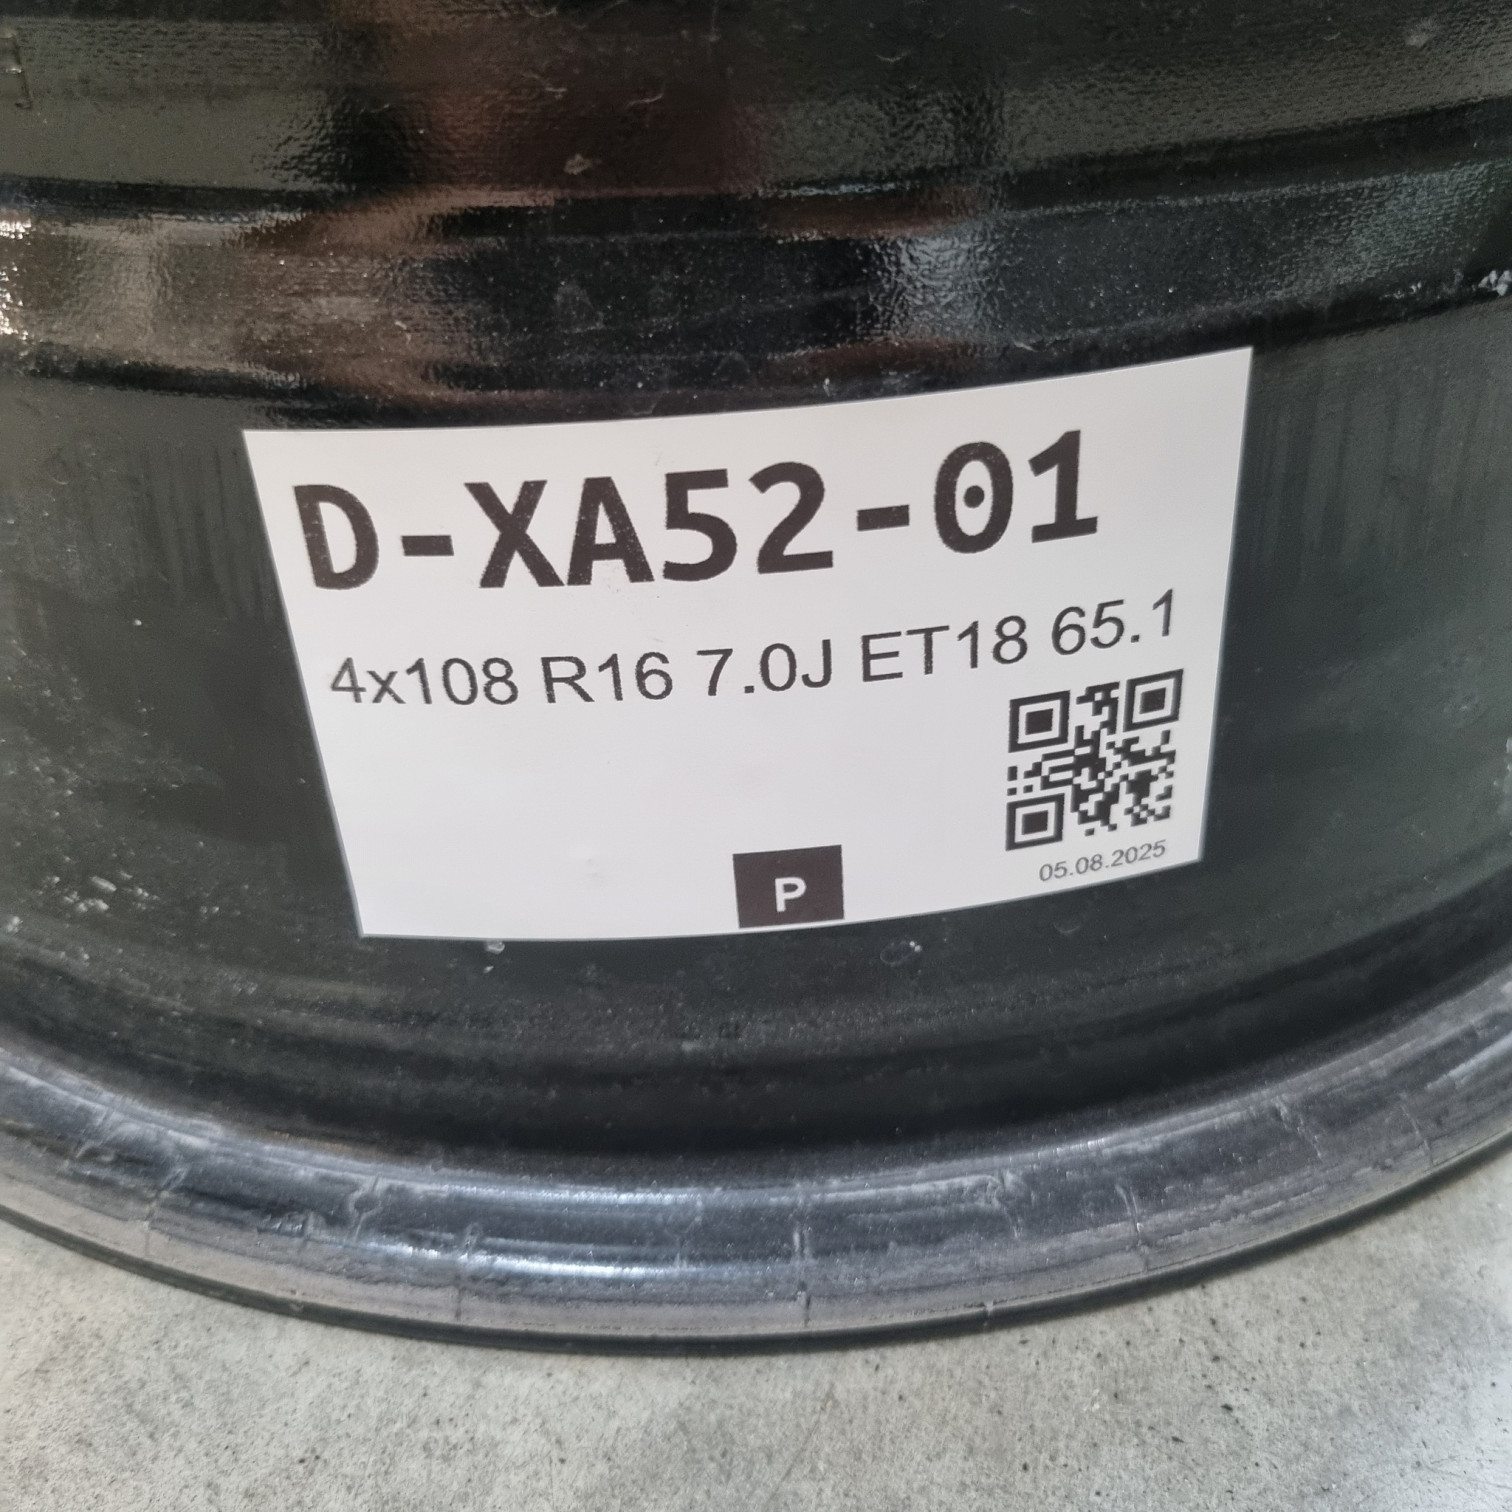 D-XA52-01
4x108 R16 7.0J ET18 65.1
05.08.2025
P